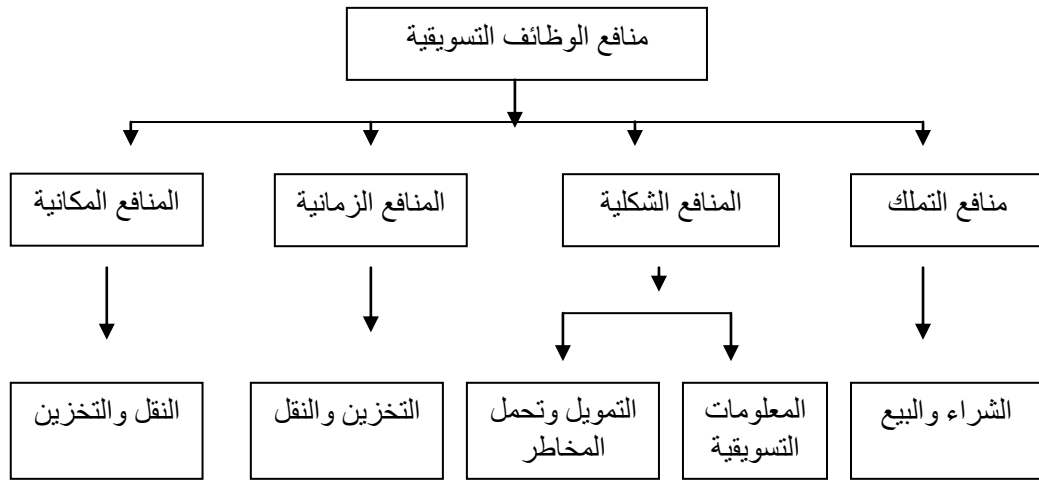 منافع الوظائف التسويقية
منافع التملك
المنافع الشكلية
المنافع الزمانية
المنافع المكانية
الشراء والبيع
المعلومات
التسويقية
التمويل وتحمل
المخاطر
التخزين والنقل
النقل والتخزين